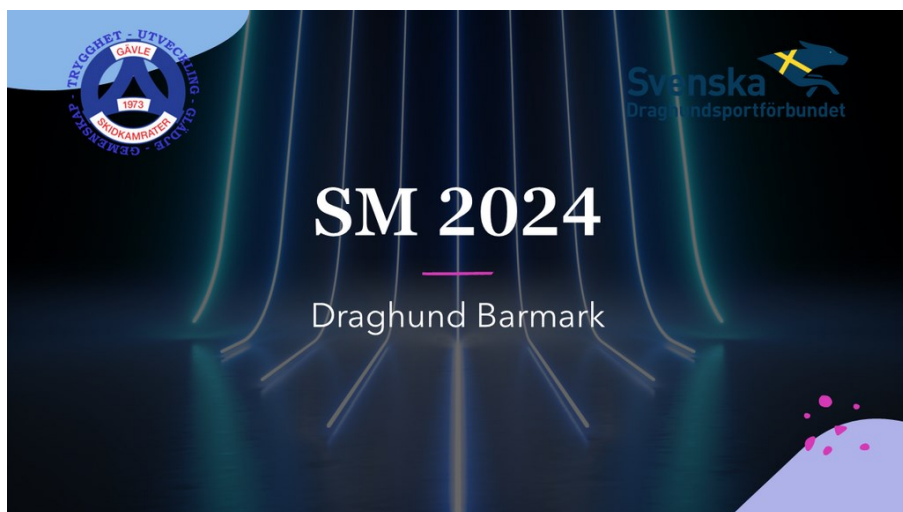 TRYGGHET - UTVECKLING - GLÄDJE - GEMENSKAP -
GÄVLE
1973
SKIDKAMRATER
Svenska
Draghundsportförbundet
SM 2024
Draghund Barmark